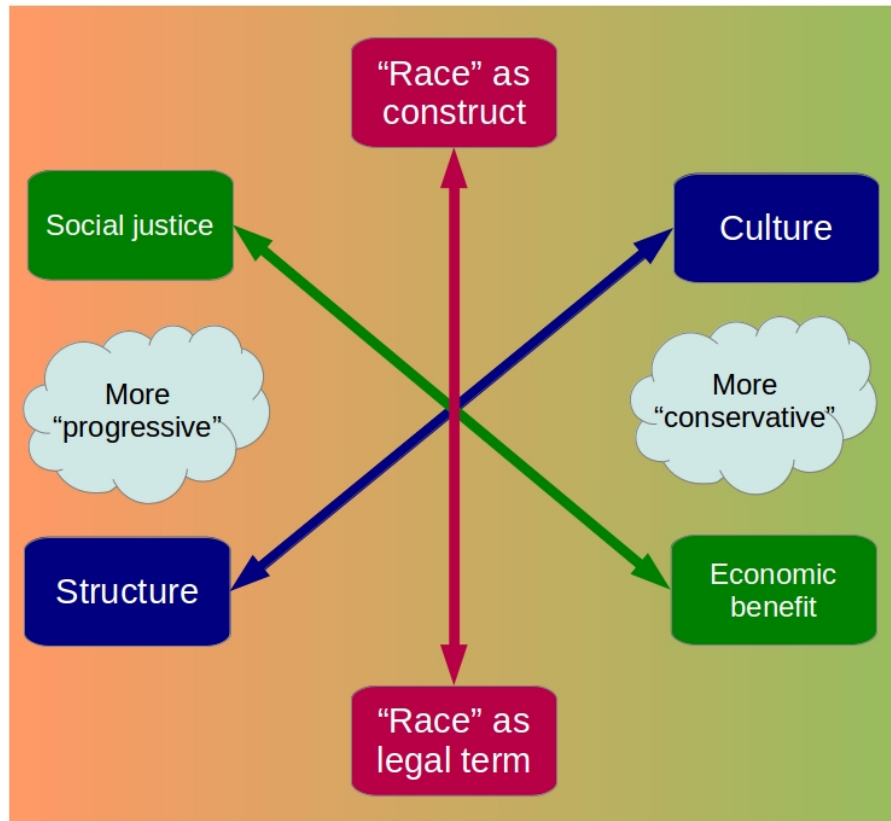 “Race” as
construct
Social justice
Culture
More
“progressive”
More
“conservative”
Structure
Economic
benefit
“Race” as
legal term